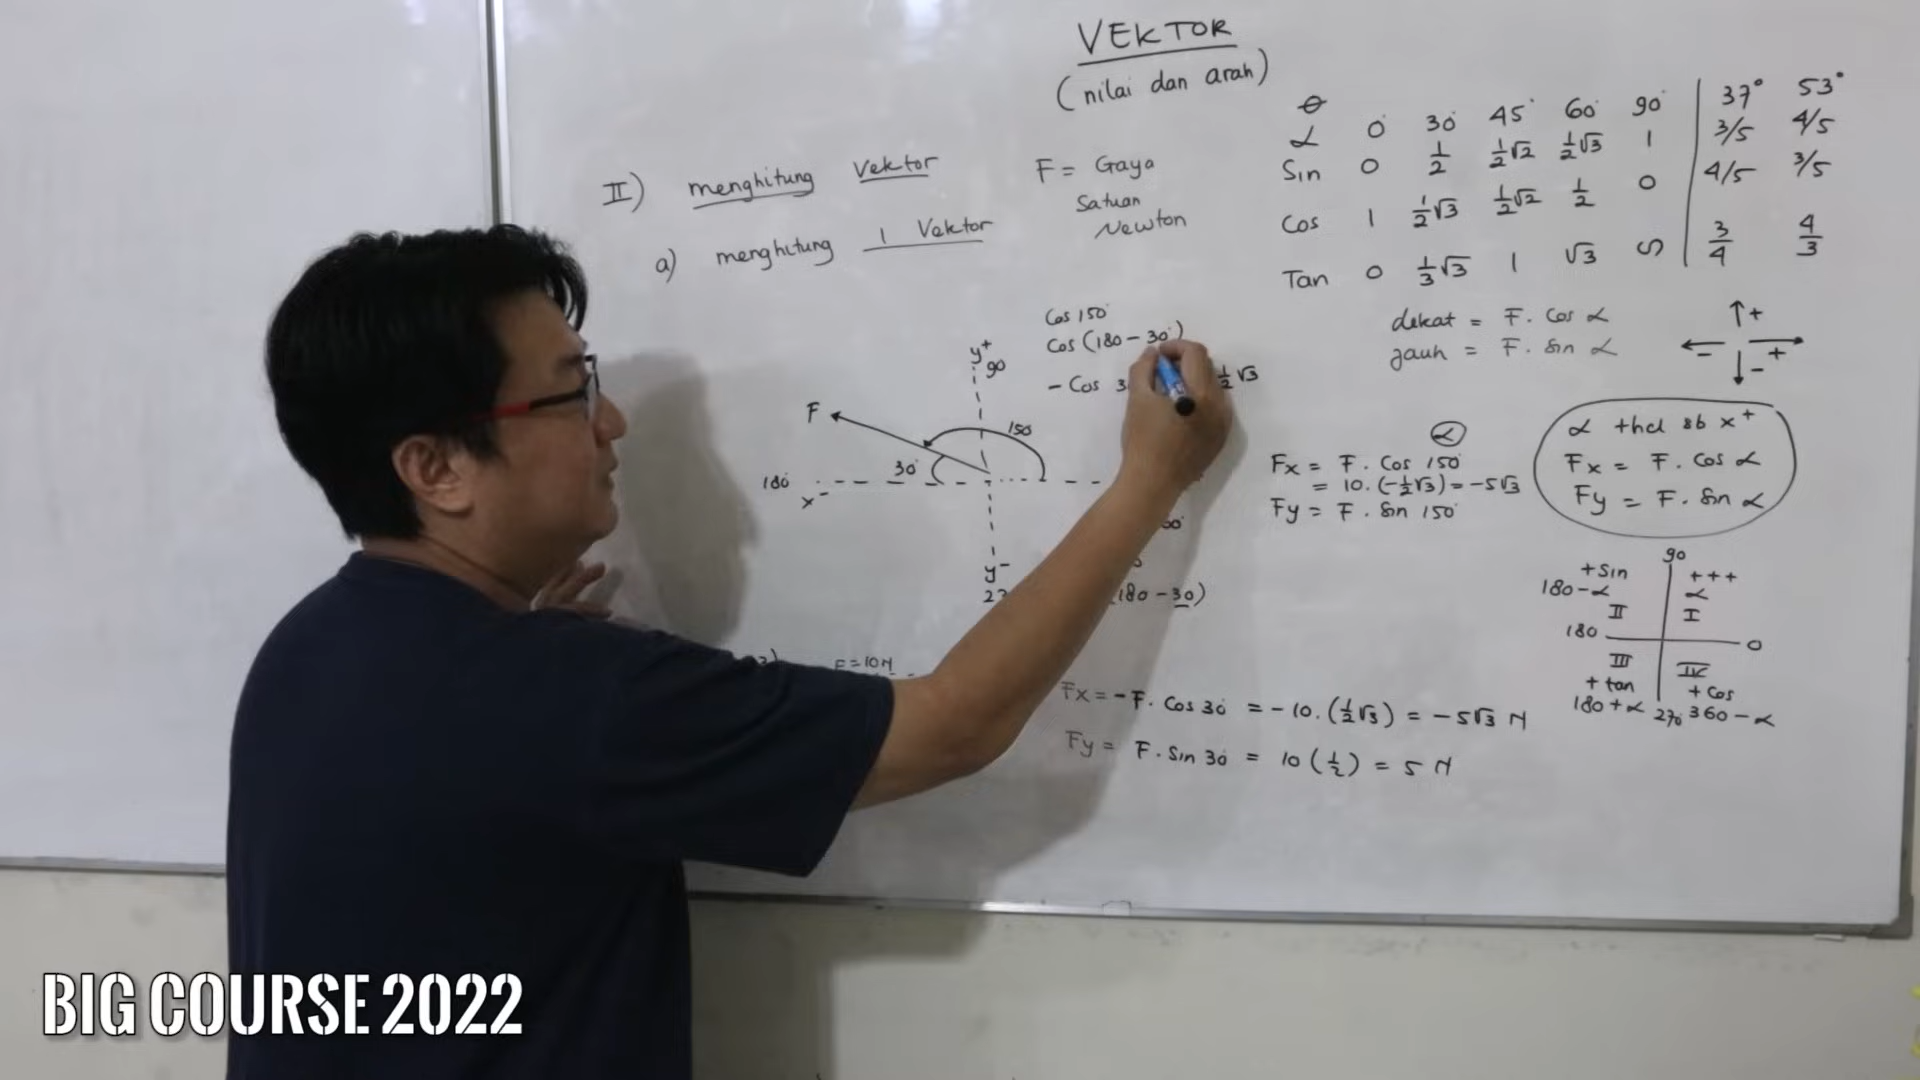 VEKTOR
(nilai dan arah)
II) menghitung Vektor
a) menghitung 1 Vektor
F = Gaya
Satuan
Newton
θ
α 0° 30° 45° 60° 90° 37° 53°
Sin 0 1/2 1/2√2 1/2√3 1 3/5 4/5
Cos 1 1/2√3 1/2√2 1/2 0 4/5 3/5
Tan 0 1/3√3 1 √3 ∞ 3/4 4/3
dekat = F. Cos α
jauh = F. Sin α
+
- +
-
Cos 150°
Cos (180 - 30°)
- Cos
1/2√3
y+
90
F
150
30°
180
x-
y-
(180 - 30)
F = 10 N
α
Fx = F. Cos 150°
= 10. (-1/2√3) = -5√3
Fy = F. Sin 150°
α thd sb x+
Fx = F. Cos α
Fy = F. Sin α
90
+ Sin + + +
180 - α α
II I
180 0
III IV
+ tan + Cos
180 + α 270 360 - α
Fx = - F. Cos 30 = - 10. (1/2√3) = - 5√3 N
Fy = F. Sin 30 = 10 (1/2) = 5 N
BIG COURSE 2022